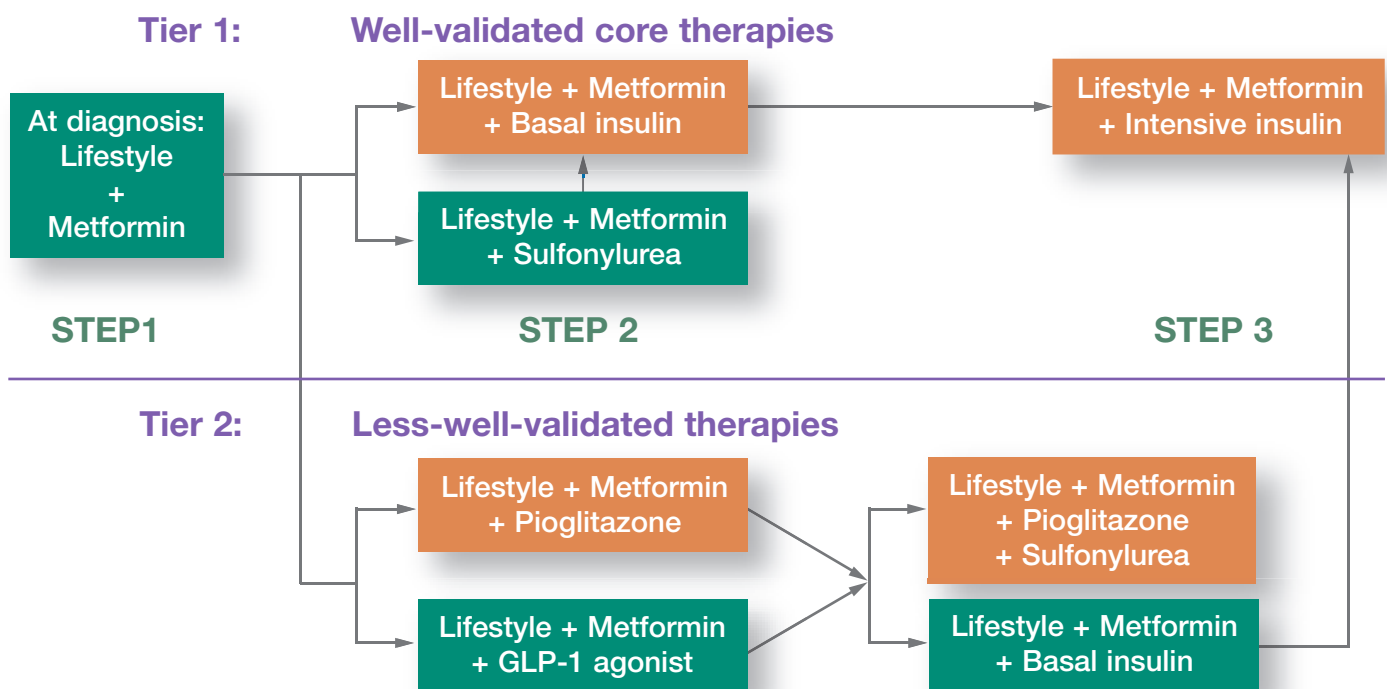 Tier 1: Well-validated core therapies
At diagnosis:
Lifestyle
+
Metformin
Lifestyle + Metformin
+ Basal insulin
Lifestyle + Metformin
+ Sulfonylurea
Lifestyle + Metformin
+ Intensive insulin
STEP1
STEP 2
STEP 3
Tier 2: Less-well-validated therapies
Lifestyle + Metformin
+ Pioglitazone
Lifestyle + Metformin
+ GLP-1 agonist
Lifestyle + Metformin
+ Pioglitazone
+ Sulfonylurea
Lifestyle + Metformin
+ Basal insulin